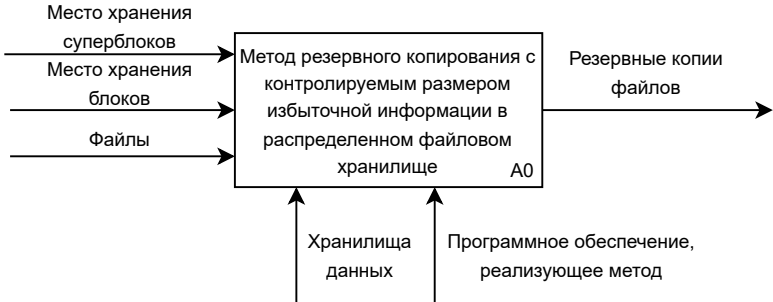 Место хранения
суперблоков
Место хранения
блоков
Файлы
Метод резервного копирования с
контролируемым размером
избыточной информации в
распределенном файловом
хранилище
A0
Резервные копии
файлов
Хранилища
данных
Программное обеспечение,
реализующее метод